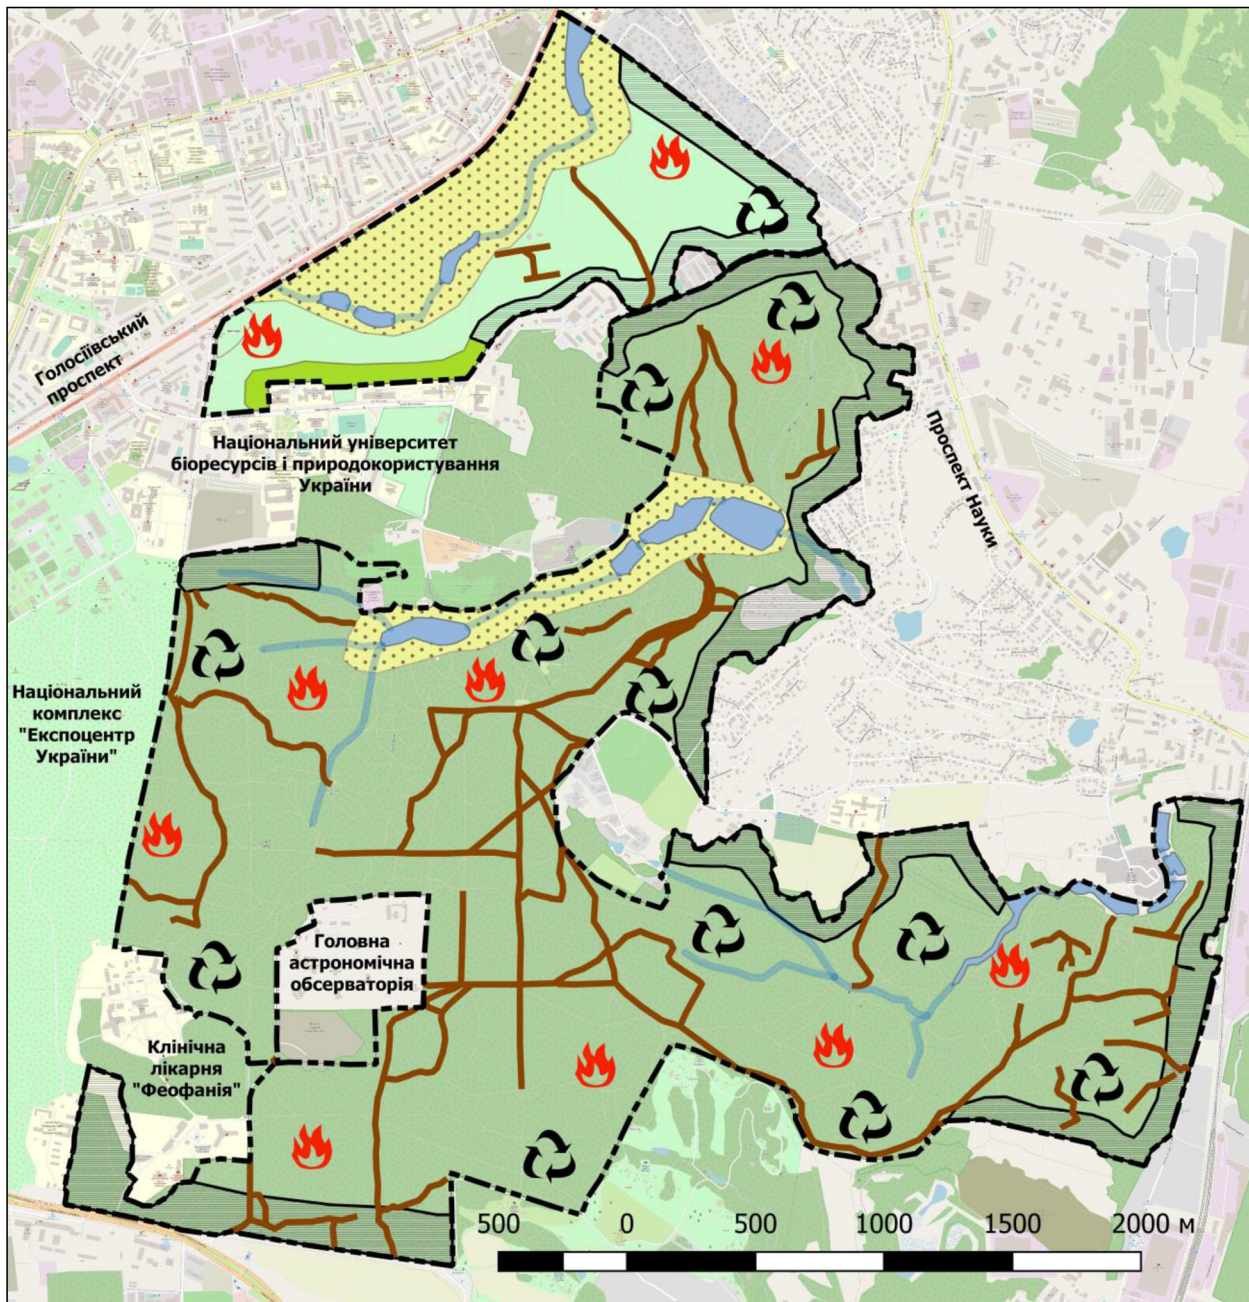 Голосіївський
проспект
Національний університет
біоресурсів і природокористування
України
Проспект Науки
Національний
комплекс
"Експоцентр
України"
Головна
астрономічна
обсерваторія
Клінічна
лікарня
"Феофанія"
500 0 500 1000 1500 2000 м